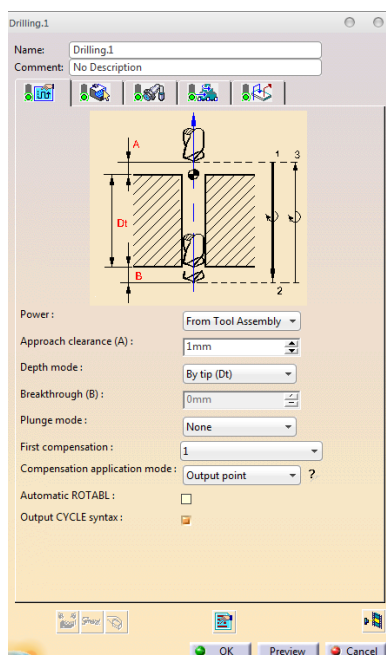 Drilling.1
Name: Drilling.1
Comment: No Description
A
1 3
Dt
B
2
Power : From Tool Assembly
Approach clearance (A) : 1mm
Depth mode : By tip (Dt)
Breakthrough (B) : 0mm
Plunge mode : None
First compensation : 1
Compensation application mode : Output point ?
Automatic ROTABL :
Output CYCLE syntax :
OK Preview Cancel